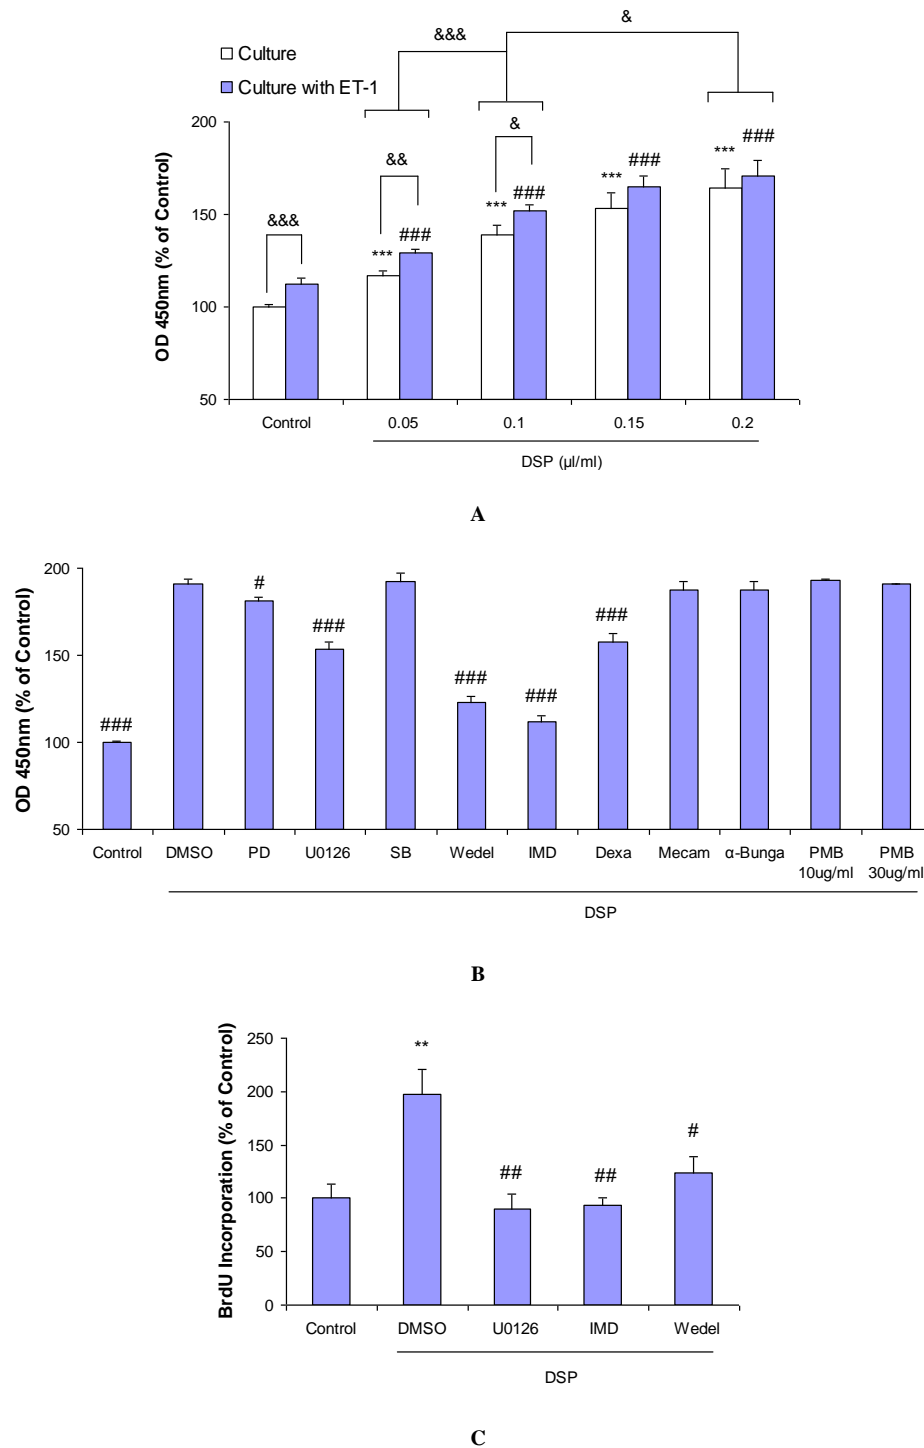 &
&&&
Culture
Culture with ET-1
200
150
100
50
OD 450nm (% of Control)
&&&
&&
&
***
###
***
###
***
###
***
###
Control
0.05
0.1
0.15
0.2
DSP (µl/ml)
A
200
150
100
50
OD 450nm (% of Control)
###
#
###
###
###
###
Control DMSO PD U0126 SB Wedel IMD Dexa Mecam α-Bunga PMB 10ug/ml PMB 30ug/ml
DSP
B
250
200
150
100
50
0
BrdU Incorporation (% of Control)
**
##
##
#
Control DMSO U0126 IMD Wedel
DSP
C